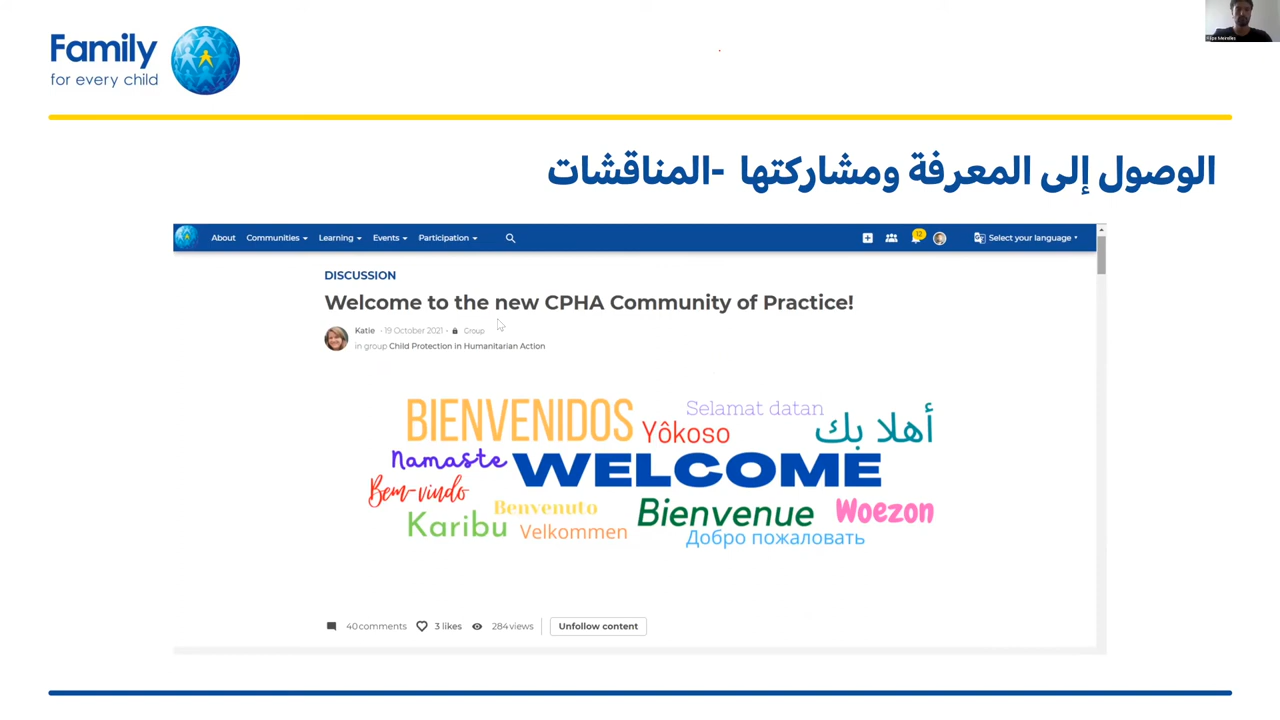 Family
for every child
Filipe Meirelles
الوصول إلى المعرفة ومشاركتها -المناقشات
About Communities Learning Events Participation 12 Select your language
DISCUSSION
Welcome to the new CPHA Community of Practice!
Katie - 19 October 2021 - Group
in group Child Protection in Humanitarian Action
BIENVENIDOS
Selamat datan
Yôkoso
أهلا بك
Namaste
WELCOME
Bem-vindo
Benvenuto
Bienvenue
Woezon
Karibu
Velkommen
Добро пожаловать
40 comments 3 likes 284 views Unfollow content